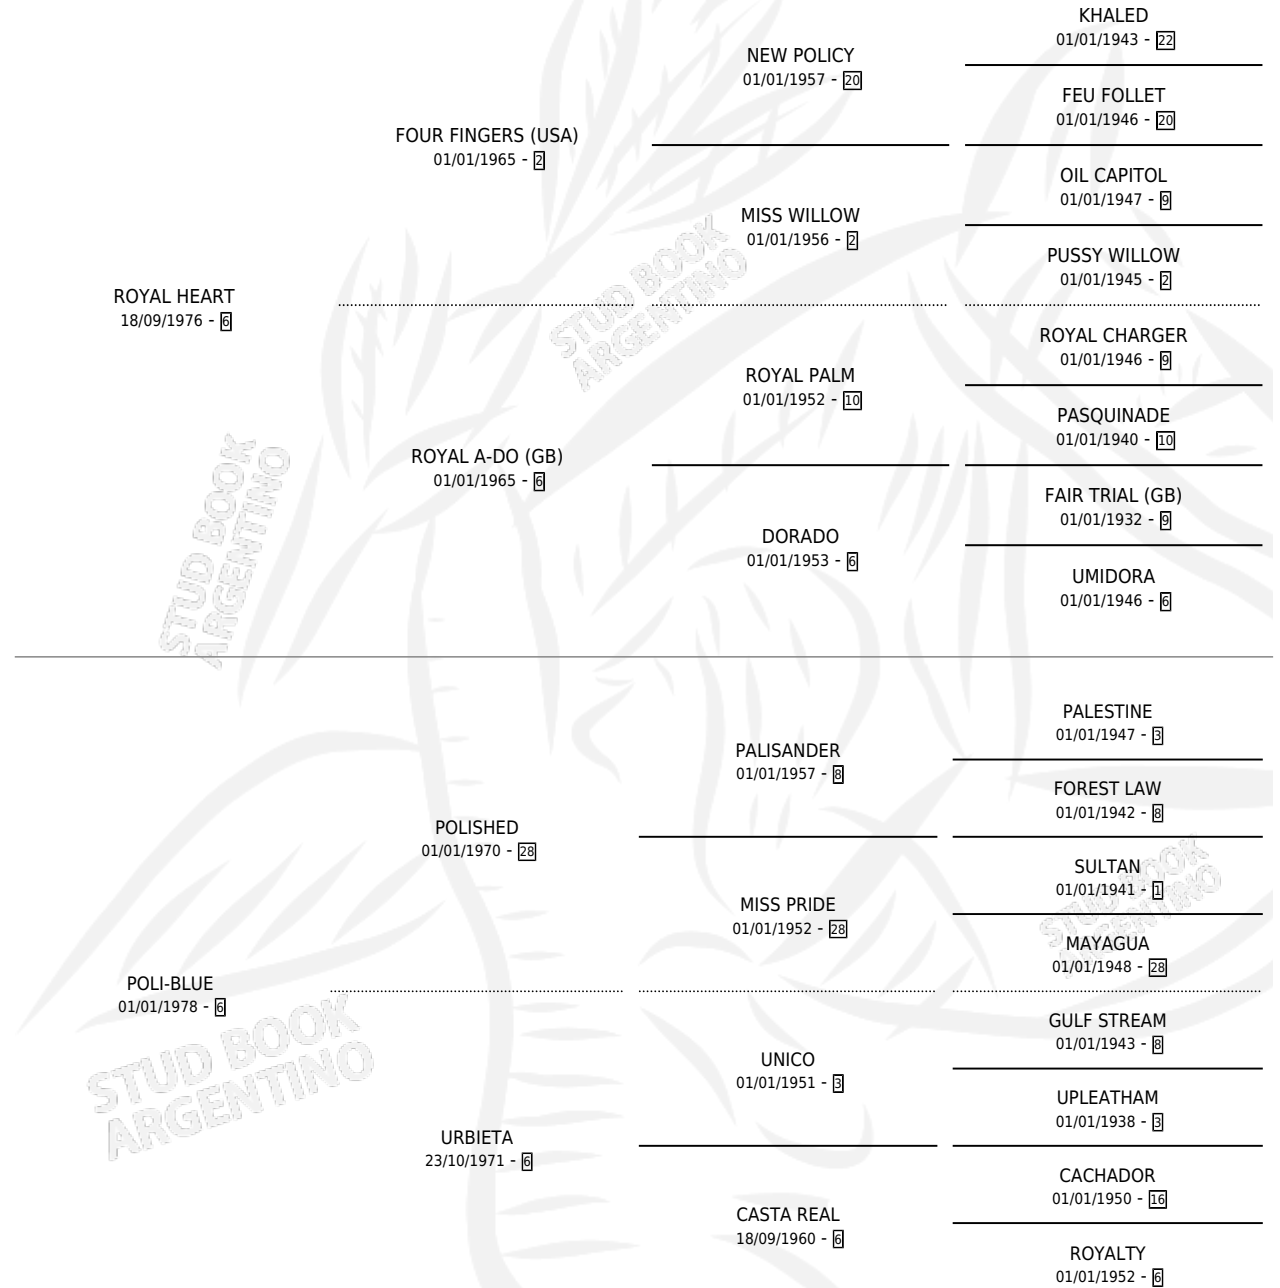 KHALED
01/01/1943 - 22
NEW POLICY
01/01/1957 - 20
FEU FOLLET
01/01/1946 - 20
FOUR FINGERS (USA)
01/01/1965 - 2
OIL CAPITOL
01/01/1947 - 9
MISS WILLOW
01/01/1956 - 2
PUSSY WILLOW
01/01/1945 - 2
STUD BOOK
ARGENTINO
ROYAL HEART
18/09/1976 - 6
ROYAL CHARGER
01/01/1946 - 9
ROYAL PALM
01/01/1952 - 10
PASQUINADE
01/01/1940 - 10
ROYAL A-DO (GB)
01/01/1965 - 6
FAIR TRIAL (GB)
01/01/1932 - 9
DORADO
01/01/1953 - 6
UMIDORA
01/01/1946 - 6
STUD BOOK
ARGENTINO
PALESTINE
01/01/1947 - 3
PALISANDER
01/01/1957 - 8
FOREST LAW
01/01/1942 - 8
POLISHED
01/01/1970 - 28
SULTAN
01/01/1941 - 1
MISS PRIDE
01/01/1952 - 28
MAYAGUA
01/01/1948 - 28
STUD BOOK
ARGENTINO
POLI-BLUE
01/01/1978 - 6
GULF STREAM
01/01/1943 - 8
UNICO
01/01/1951 - 3
UPLEATHAM
01/01/1938 - 3
STUD BOOK
ARGENTINO
URBIETA
23/10/1971 - 6
CACHADOR
01/01/1950 - 16
CASTA REAL
18/09/1960 - 6
ROYALTY
01/01/1952 - 6